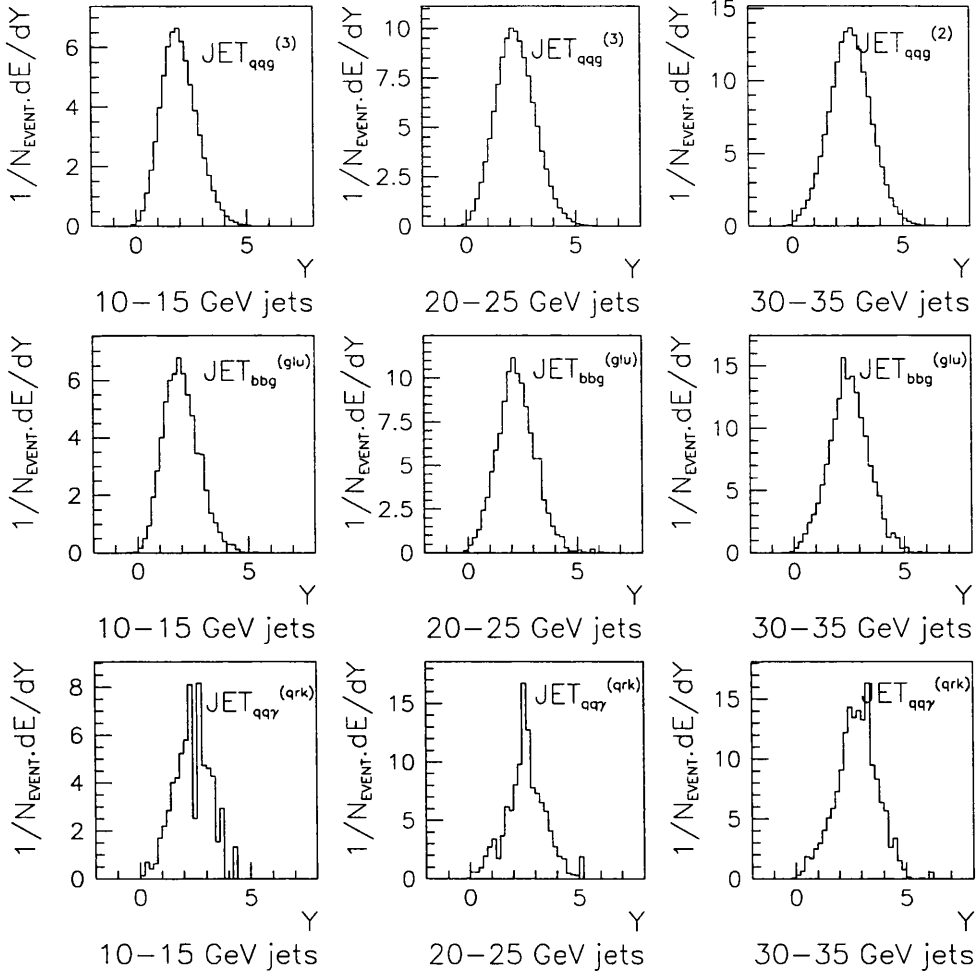 1/N_EVENT.dE/dY
6
4
2
0
0
5
JET_qqg^(3)
Y
10–15 GeV jets
1/N_EVENT.dE/dY
10
7.5
5
2.5
0
0
5
JET_qqg^(3)
Y
20–25 GeV jets
1/N_EVENT.dE/dY
15
10
5
0
0
5
JET_qqg^(2)
Y
30–35 GeV jets
1/N_EVENT.dE/dY
6
4
2
0
0
5
JET_bbg^(glu)
Y
10–15 GeV jets
1/N_EVENT.dE/dY
10
7.5
5
2.5
0
0
5
JET_bbg^(glu)
Y
20–25 GeV jets
1/N_EVENT.dE/dY
15
10
5
0
0
5
JET_bbg^(glu)
Y
30–35 GeV jets
1/N_EVENT.dE/dY
8
6
4
2
0
0
5
JET_qqγ^(qrk)
Y
10–15 GeV jets
1/N_EVENT.dE/dY
15
10
5
0
0
5
JET_qqγ^(qrk)
Y
20–25 GeV jets
1/N_EVENT.dE/dY
15
10
5
0
0
5
JET_qqγ^(qrk)
Y
30–35 GeV jets